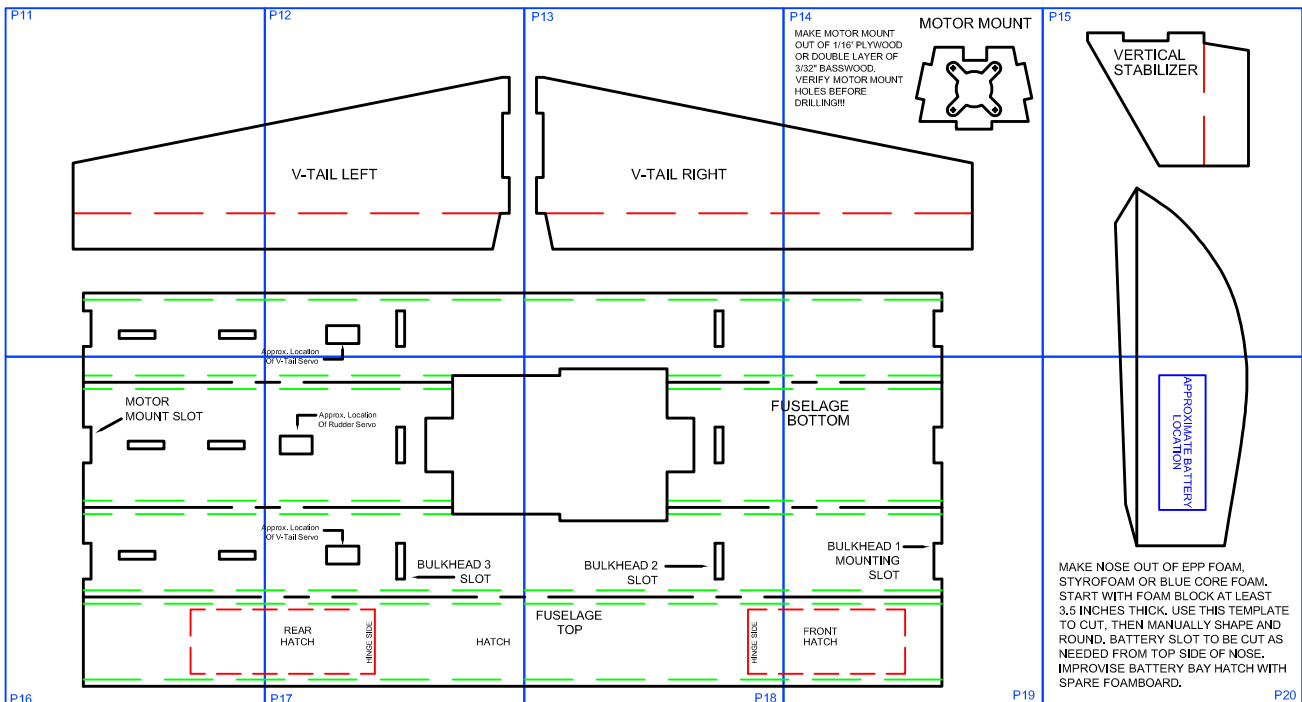 P11
P12
P13
P14
P15
MAKE MOTOR MOUNT
OUT OF 1/16' PLYWOOD
OR DOUBLE LAYER OF
3/32" BASSWOOD.
VERIFY MOTOR MOUNT
HOLES BEFORE
DRILLING!!!
MOTOR MOUNT
VERTICAL
STABILIZER
V-TAIL LEFT
V-TAIL RIGHT
Approx. Location
Of V-Tail Servo
MOTOR
MOUNT SLOT
Approx. Location
Of Rudder Servo
FUSELAGE
BOTTOM
APPROXIMATE BATTERY
LOCATION
Approx. Location
Of V-Tail Servo
BULKHEAD 3
SLOT
BULKHEAD 2
SLOT
BULKHEAD 1
MOUNTING
SLOT
FUSELAGE
TOP
REAR
HATCH
HINGE SIDE
HATCH
HINGE SIDE
FRONT
HATCH
MAKE NOSE OUT OF EPP FOAM,
STYROFOAM OR BLUE CORE FOAM.
START WITH FOAM BLOCK AT LEAST
3.5 INCHES THICK. USE THIS TEMPLATE
TO CUT, THEN MANUALLY SHAPE AND
ROUND. BATTERY SLOT TO BE CUT AS
NEEDED FROM TOP SIDE OF NOSE.
IMPROVISE BATTERY BAY HATCH WITH
SPARE FOAMBOARD.
P16
P17
P18
P19
P20